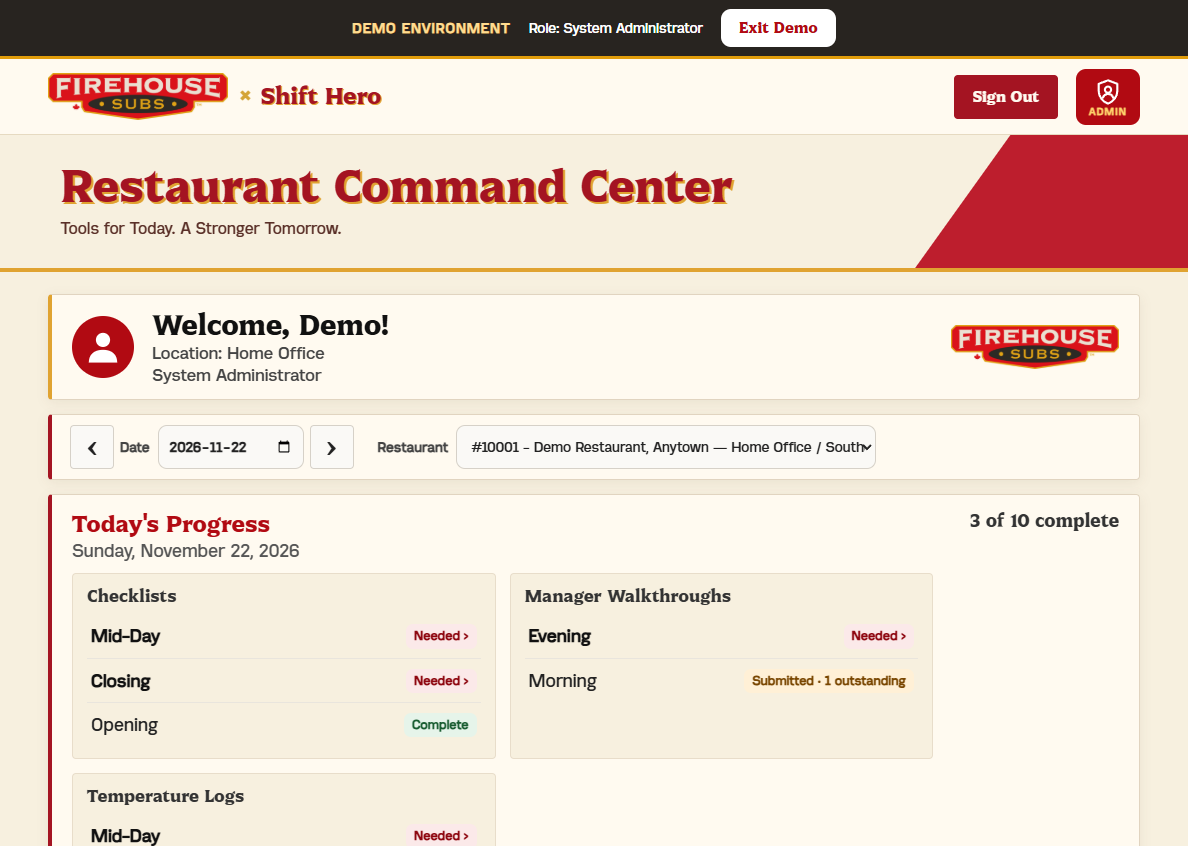 DEMO ENVIRONMENT Role: System Administrator Exit Demo
FIREHOUSE
SUBS
× Shift Hero
Sign Out
ADMIN
Restaurant Command Center
Tools for Today. A Stronger Tomorrow.
Welcome, Demo!
Location: Home Office
System Administrator
FIREHOUSE
SUBS
‹ Date 2026-11-22 › Restaurant #10001 - Demo Restaurant, Anytown — Home Office / South
Today's Progress
3 of 10 complete
Sunday, November 22, 2026
Checklists
Mid-Day Needed ›
Closing Needed ›
Opening Complete
Manager Walkthroughs
Evening Needed ›
Morning Submitted · 1 outstanding
Temperature Logs
Mid-Day Needed ›